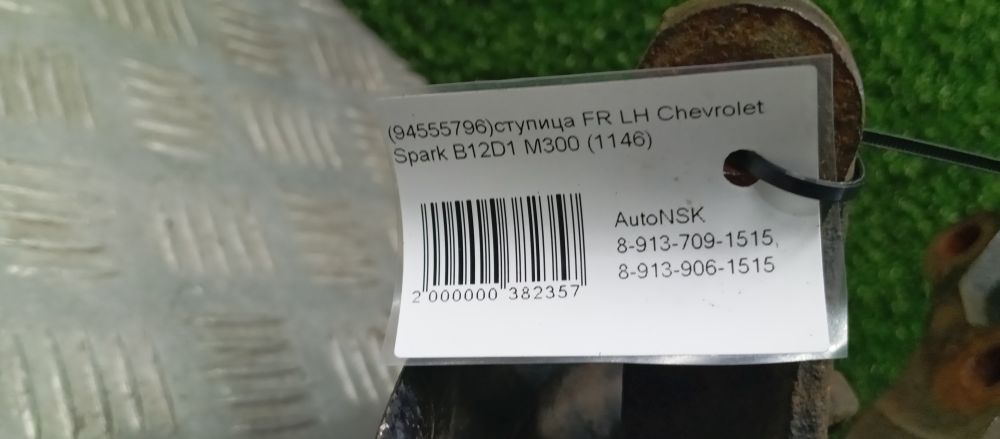 (94555796)ступица FR LH Chevrolet
Spark B12D1 M300 (1146)
AutoNSK
8-913-709-1515,
8-913-906-1515
2 000000 382357